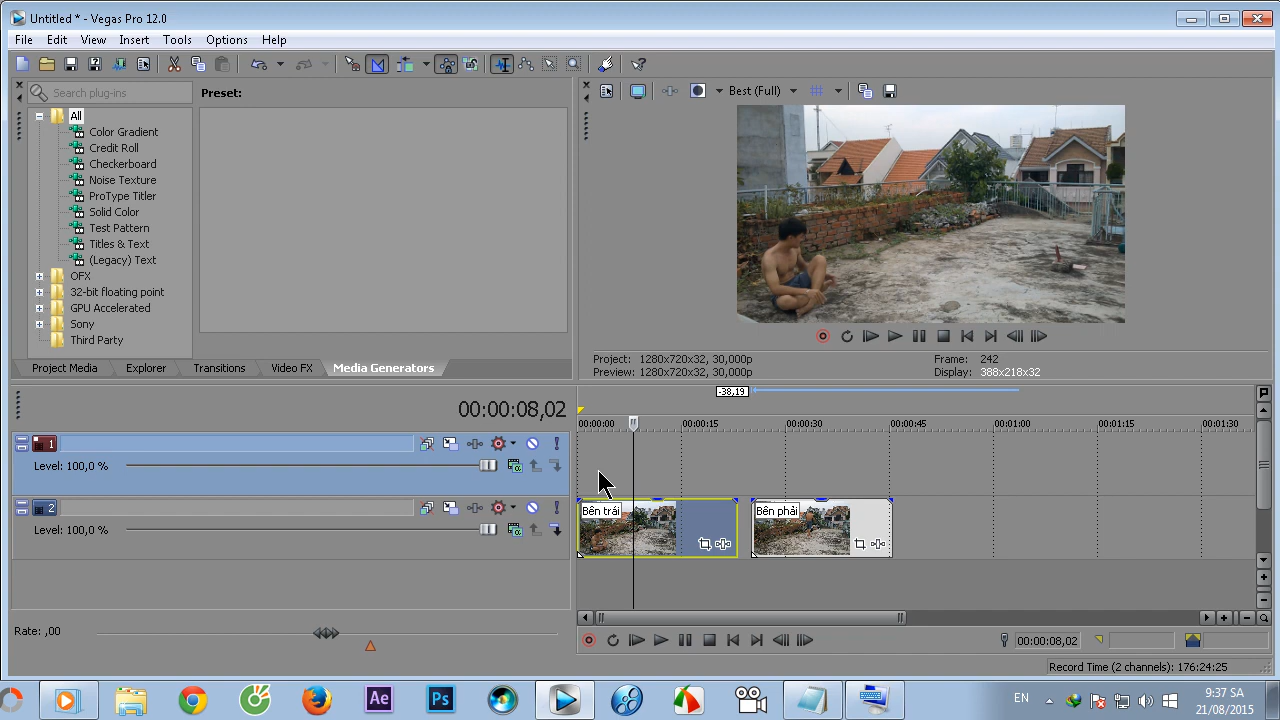 Untitled * - Vegas Pro 12.0
File Edit View Insert Tools Options Help
Search plug-ins
Preset:
Best (Full)
All
Color Gradient
Credit Roll
Checkerboard
Noise Texture
ProType Titler
Solid Color
Test Pattern
Titles & Text
(Legacy) Text
OFX
32-bit floating point
GPU Accelerated
Sony
Third Party
Project Media Explorer Transitions Video FX Media Generators
Project: 1280x720x32, 30,000p Frame: 242
Preview: 1280x720x32, 30,000p Display: 388x218x32
-38,19
00:00:08,02
00:00:00 00:00:15 00:00:30 00:00:45 00:01:00 00:01:15 00:01:30
1
Level: 100,0 %
2
Level: 100,0 %
Bên trái Bên phải
Rate: ,00
00:00:08,02
Record Time (2 channels): 176:24:25
Ae Ps EN 9:37 SA
21/08/2015